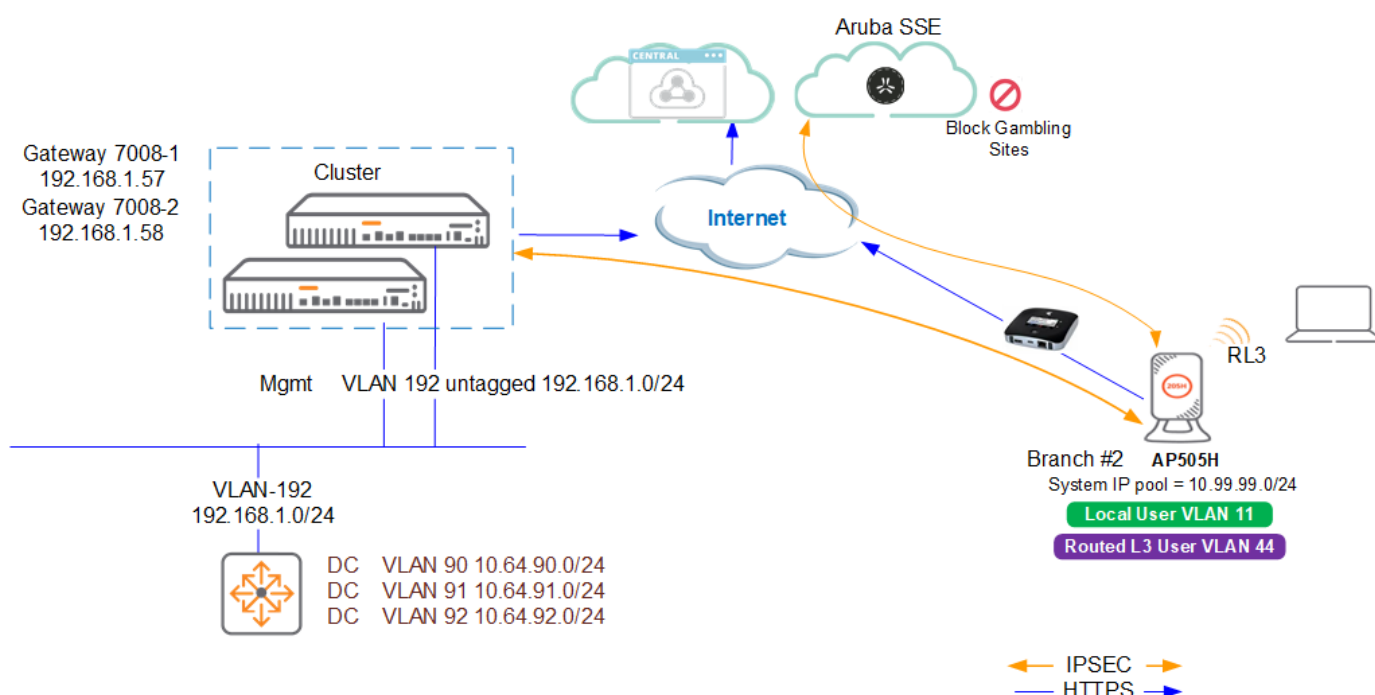 Aruba SSE
CENTRAL
Block Gambling
Sites
Gateway 7008-1
192.168.1.57
Gateway 7008-2
192.168.1.58
Cluster
Internet
RL3
205H
Mgmt VLAN 192 untagged 192.168.1.0/24
Branch #2 AP505H
System IP pool = 10.99.99.0/24
Local User VLAN 11
Routed L3 User VLAN 44
VLAN-192
192.168.1.0/24
DC VLAN 90 10.64.90.0/24
DC VLAN 91 10.64.91.0/24
DC VLAN 92 10.64.92.0/24
IPSEC
HTTPS